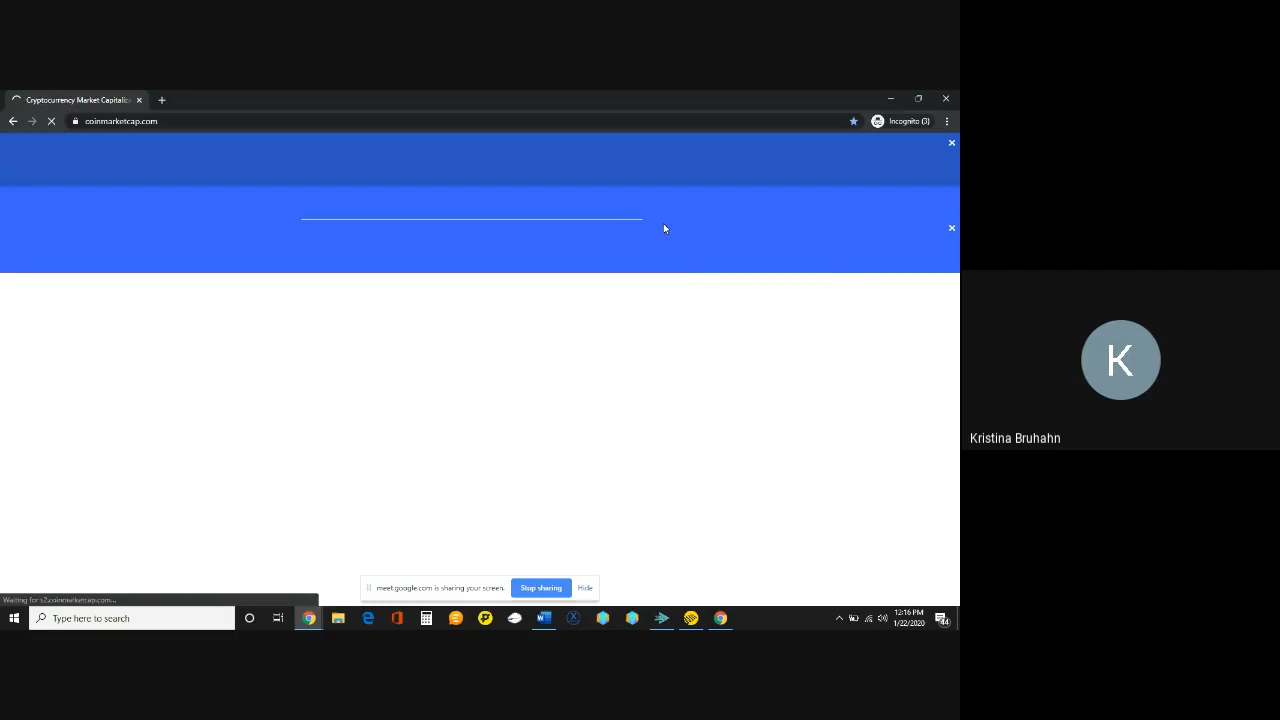 Cryptocurrency Market Capitaliz
coinmarketcap.com
Incognito (3)
K
Kristina Bruhahn
meet.google.com is sharing your screen.
Stop sharing
Hide
Waiting for s2.coinmarketcap.com...
Type here to search
12:16 PM
1/22/2020
44